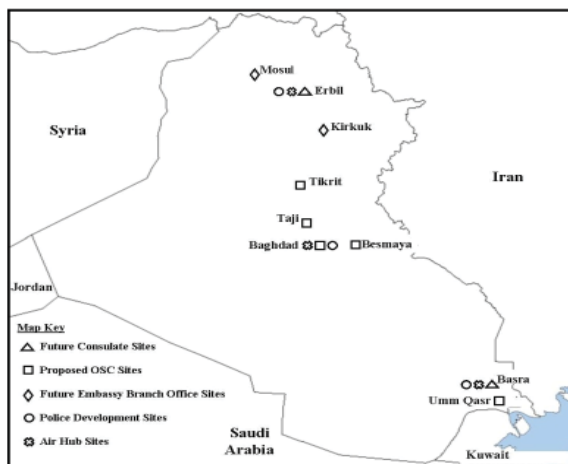 Mosul
Erbil
Syria
Kirkuk
Iran
Tikrit
Taji
Baghdad
Besmaya
Jordan
Map Key
Future Consulate Sites
Proposed OSC Sites
Future Embassy Branch Office Sites
Police Development Sites
Air Hub Sites
Basra
Umm Qasr
Saudi
Arabia
Kuwait